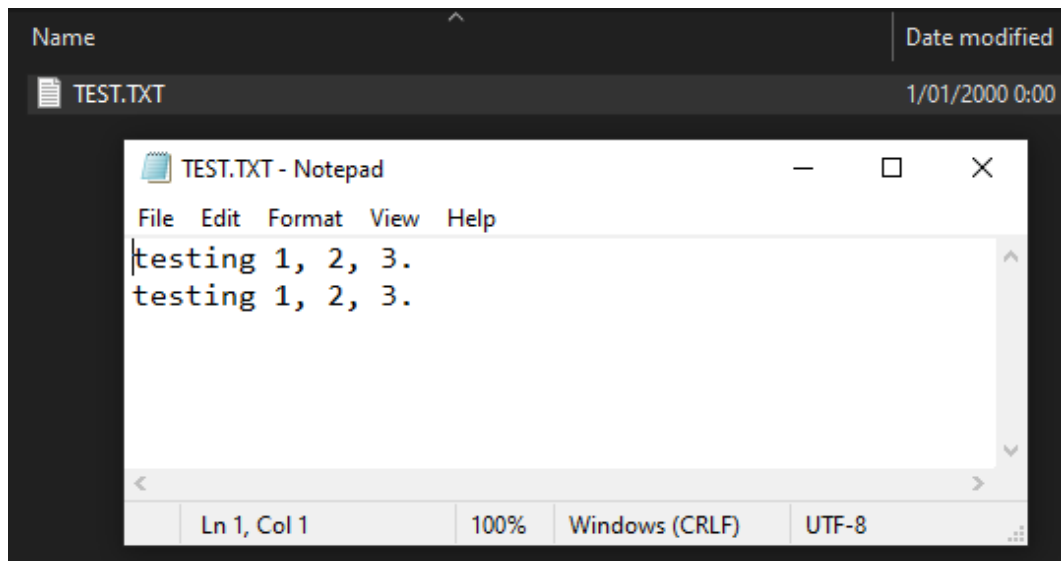 Name Date modified
TEST.TXT 1/01/2000 0:00
TEST.TXT - Notepad
File Edit Format View Help
testing 1, 2, 3.
testing 1, 2, 3.
Ln 1, Col 1 100% Windows (CRLF) UTF-8